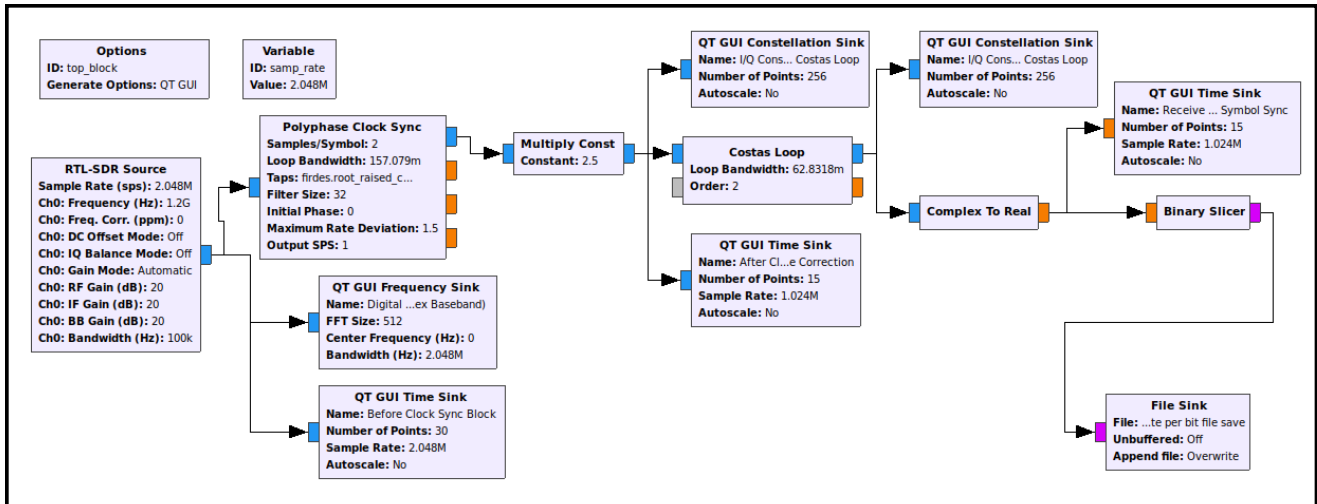 Options
ID: top_block
Generate Options: QT GUI
Variable
ID: samp_rate
Value: 2.048M
RTL-SDR Source
Sample Rate (sps): 2.048M
Ch0: Frequency (Hz): 1.2G
Ch0: Freq. Corr. (ppm): 0
Ch0: DC Offset Mode: Off
Ch0: IQ Balance Mode: Off
Ch0: Gain Mode: Automatic
Ch0: RF Gain (dB): 20
Ch0: IF Gain (dB): 20
Ch0: BB Gain (dB): 20
Ch0: Bandwidth (Hz): 100k
Polyphase Clock Sync
Samples/Symbol: 2
Loop Bandwidth: 157.079m
Taps: firdes.root_raised_c...
Filter Size: 32
Initial Phase: 0
Maximum Rate Deviation: 1.5
Output SPS: 1
QT GUI Frequency Sink
Name: Digital ...ex Baseband)
FFT Size: 512
Center Frequency (Hz): 0
Bandwidth (Hz): 2.048M
QT GUI Time Sink
Name: Before Clock Sync Block
Number of Points: 30
Sample Rate: 2.048M
Autoscale: No
Multiply Const
Constant: 2.5
QT GUI Constellation Sink
Name: I/Q Cons... Costas Loop
Number of Points: 256
Autoscale: No
Costas Loop
Loop Bandwidth: 62.8318m
Order: 2
QT GUI Time Sink
Name: After Cl...e Correction
Number of Points: 15
Sample Rate: 1.024M
Autoscale: No
QT GUI Constellation Sink
Name: I/Q Cons... Costas Loop
Number of Points: 256
Autoscale: No
Complex To Real
QT GUI Time Sink
Name: Receive ... Symbol Sync
Number of Points: 15
Sample Rate: 1.024M
Autoscale: No
Binary Slicer
File Sink
File: ...te per bit file save
Unbuffered: Off
Append file: Overwrite